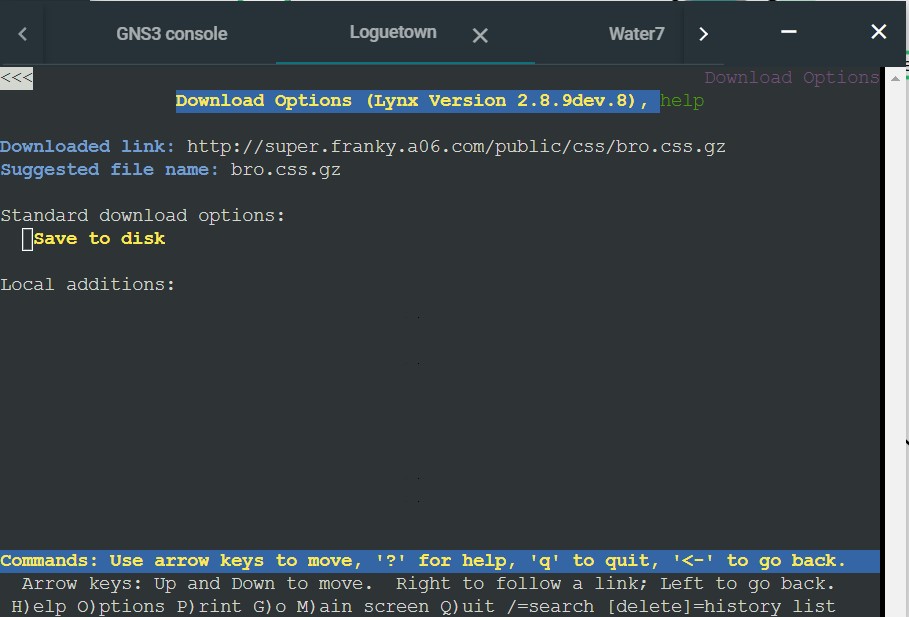 GNS3 console Loguetown Water7
<<< Download Options
Download Options (Lynx Version 2.8.9dev.8), help
Downloaded link: http://super.franky.a06.com/public/css/bro.css.gz
Suggested file name: bro.css.gz
Standard download options:
Save to disk
Local additions:
Commands: Use arrow keys to move, '?' for help, 'q' to quit, '<-' to go back.
Arrow keys: Up and Down to move. Right to follow a link; Left to go back.
H)elp O)ptions P)rint G)o M)ain screen Q)uit /=search [delete]=history list